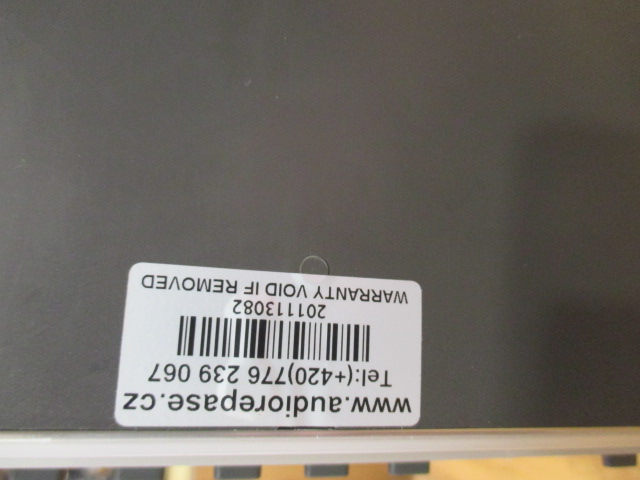 www.audiorepase.cz
Tel:(+420)776 239 067
201113082
WARRANTY VOID IF REMOVED